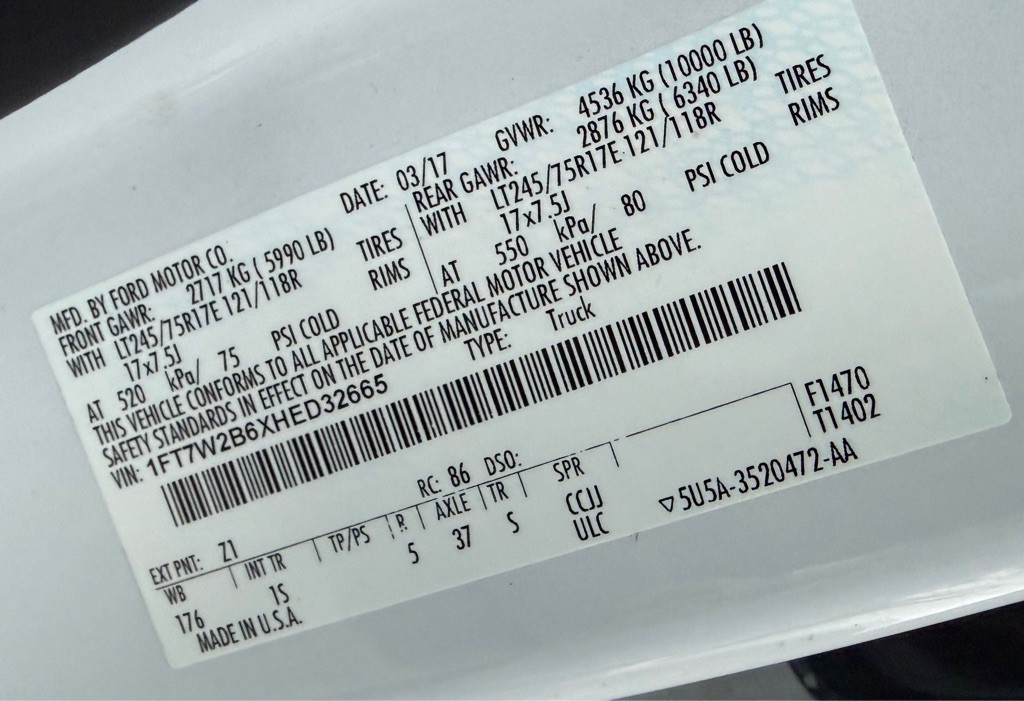 MFD. BY FORD MOTOR CO. DATE: 03/17 GVWR: 4536 KG (10000 LB)
FRONT GAWR: 2717 KG ( 5990 LB) REAR GAWR: 2876 KG ( 6340 LB)
WITH LT245/75R17E 121/118R TIRES WITH LT245/75R17E 121/118R TIRES
17x7.5J RIMS 17x7.5J RIMS
AT 520 kPa/ 75 PSI COLD AT 550 kPa/ 80 PSI COLD
THIS VEHICLE CONFORMS TO ALL APPLICABLE FEDERAL MOTOR VEHICLE
SAFETY STANDARDS IN EFFECT ON THE DATE OF MANUFACTURE SHOWN ABOVE.
VIN: 1FT7W2B6XHED32665 TYPE: Truck
F1470
T1402
EXT PNT: Z1 RC: 86 DSO:
WB INT TR TP/PS R AXLE TR SPR
176 1S 5 37 S CCJJ
ULC
MADE IN U.S.A. ▽5U5A-3520472-AA